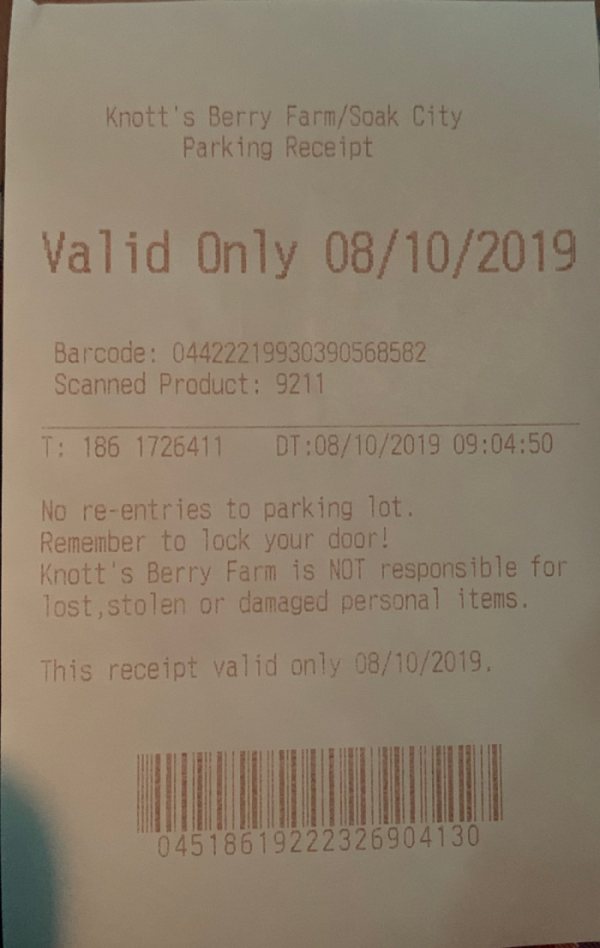 Knott's Berry Farm/Soak City
Parking Receipt
Valid Only 08/10/2019
Barcode: 04422219930390568582
Scanned Product: 9211
T: 186 1726411 DT:08/10/2019 09:04:50
No re-entries to parking lot.
Remember to lock your door!
Knott's Berry Farm is NOT responsible for
lost,stolen or damaged personal items.
This receipt valid only 08/10/2019.
04518619222326904130